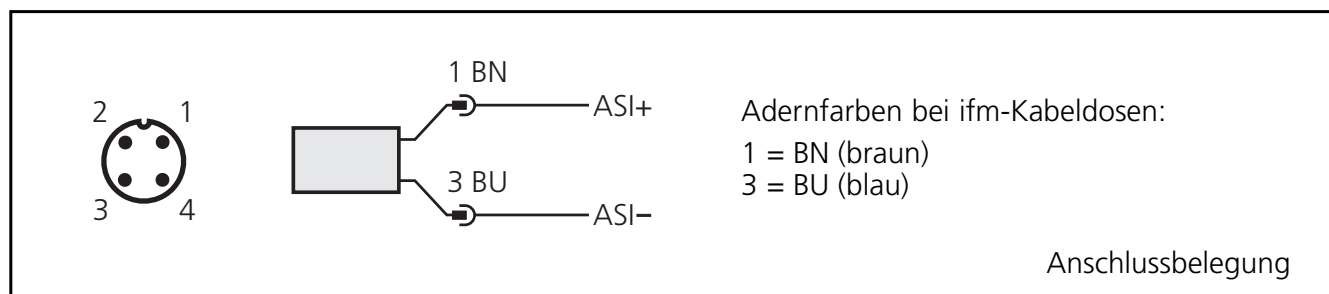 2 1
3 4
1 BN
ASI+
3 BU
ASI−
Adernfarben bei ifm-Kabeldosen:
1 = BN (braun)
3 = BU (blau)
Anschlussbelegung